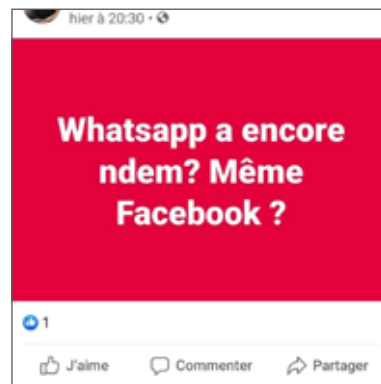 hier à 20:30 •
Whatsapp a encore
ndem? Même
Facebook ?
1
J'aime
Commenter
Partager